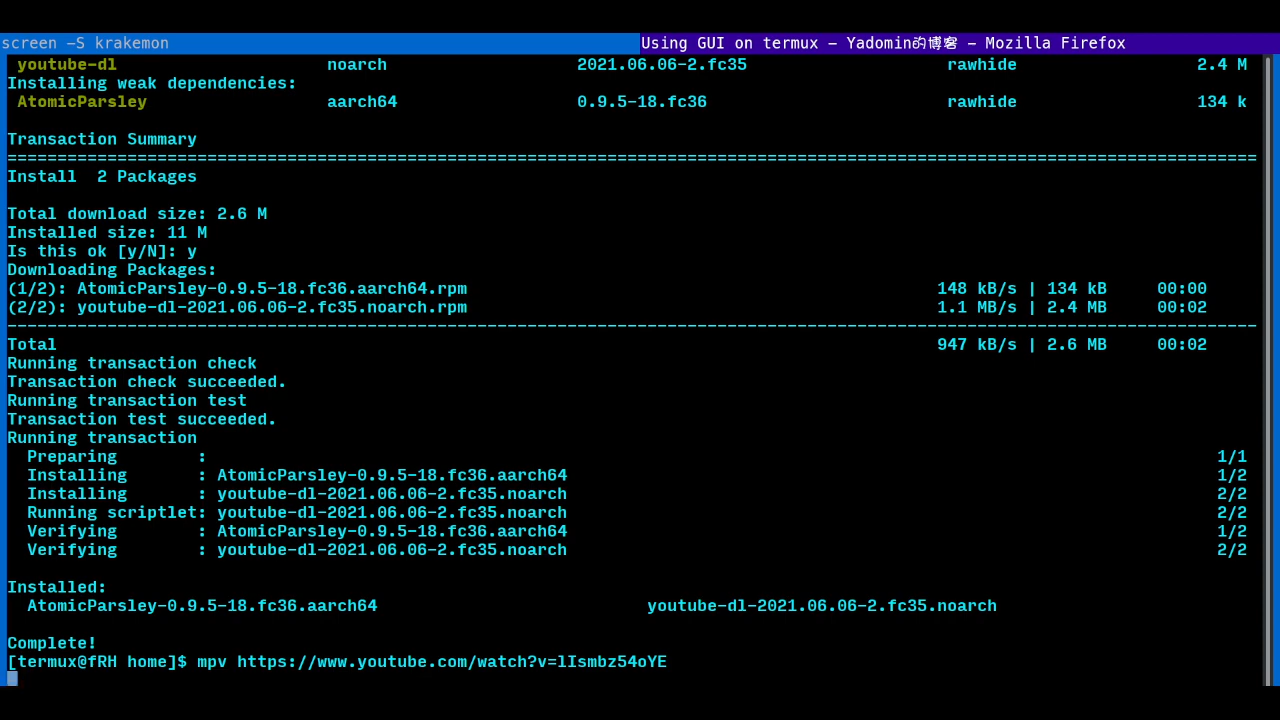 screen -S krakemon
Using GUI on termux – Yadomin的博客 – Mozilla Firefox
youtube-dl noarch 2021.06.06-2.fc35 rawhide 2.4 M
Installing weak dependencies:
AtomicParsley aarch64 0.9.5-18.fc36 rawhide 134 k
Transaction Summary
================================================================================
Install  2 Packages
Total download size: 2.6 M
Installed size: 11 M
Is this ok [y/N]: y
Downloading Packages:
(1/2): AtomicParsley-0.9.5-18.fc36.aarch64.rpm 148 kB/s | 134 kB 00:00
(2/2): youtube-dl-2021.06.06-2.fc35.noarch.rpm 1.1 MB/s | 2.4 MB 00:02
--------------------------------------------------------------------------------
Total 947 kB/s | 2.6 MB 00:02
Running transaction check
Transaction check succeeded.
Running transaction test
Transaction test succeeded.
Running transaction
Preparing : 1/1
Installing : AtomicParsley-0.9.5-18.fc36.aarch64 1/2
Installing : youtube-dl-2021.06.06-2.fc35.noarch 2/2
Running scriptlet: youtube-dl-2021.06.06-2.fc35.noarch 2/2
Verifying : AtomicParsley-0.9.5-18.fc36.aarch64 1/2
Verifying : youtube-dl-2021.06.06-2.fc35.noarch 2/2
Installed:
AtomicParsley-0.9.5-18.fc36.aarch64 youtube-dl-2021.06.06-2.fc35.noarch
Complete!
[termux@fRH home]$ mpv https://www.youtube.com/watch?v=lIsmbz54oYE